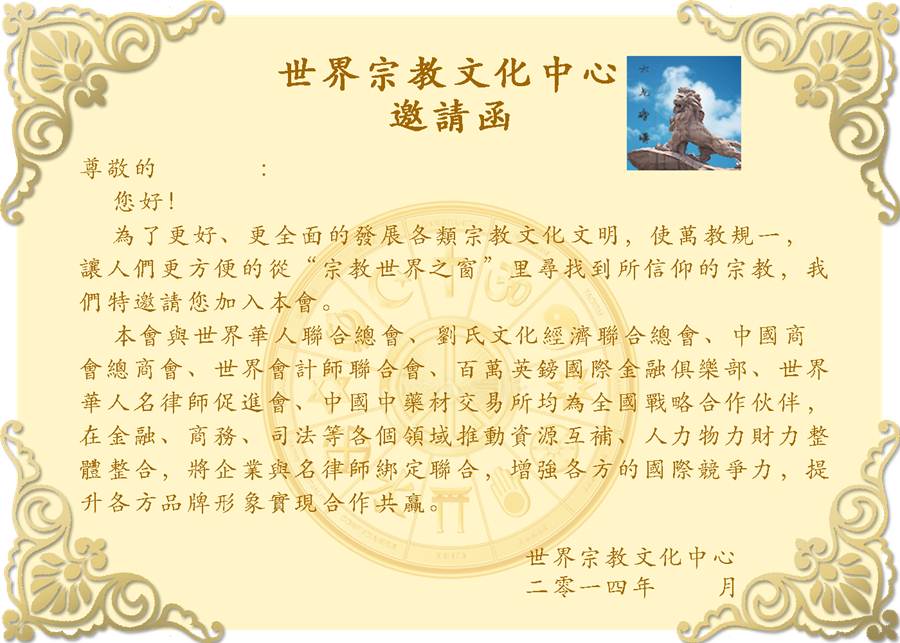 世界宗教文化中心
邀請函
尊敬的　　　　：
您好！
為了更好、更全面的發展各類宗教文化文明，使萬教規一，
讓人們更方便的從“宗教世界之窗”里尋找到所信仰的宗教，我
們特邀請您加入本會。
本會與世界華人聯合總會、劉氏文化經濟聯合總會、中國商
會總商會、世界會計師聯合會、百萬英鎊國際金融俱樂部、世界
華人名律師促進會、中國中藥材交易所均為全國戰略合作伙伴，
在金融、商務、司法等各個領域推動資源互補、人力物力財力整
體整合，將企業與名律師綁定聯合，增強各方的國際競爭力，提
升各方品牌形象實現合作共贏。
世界宗教文化中心
二零一四年　　月